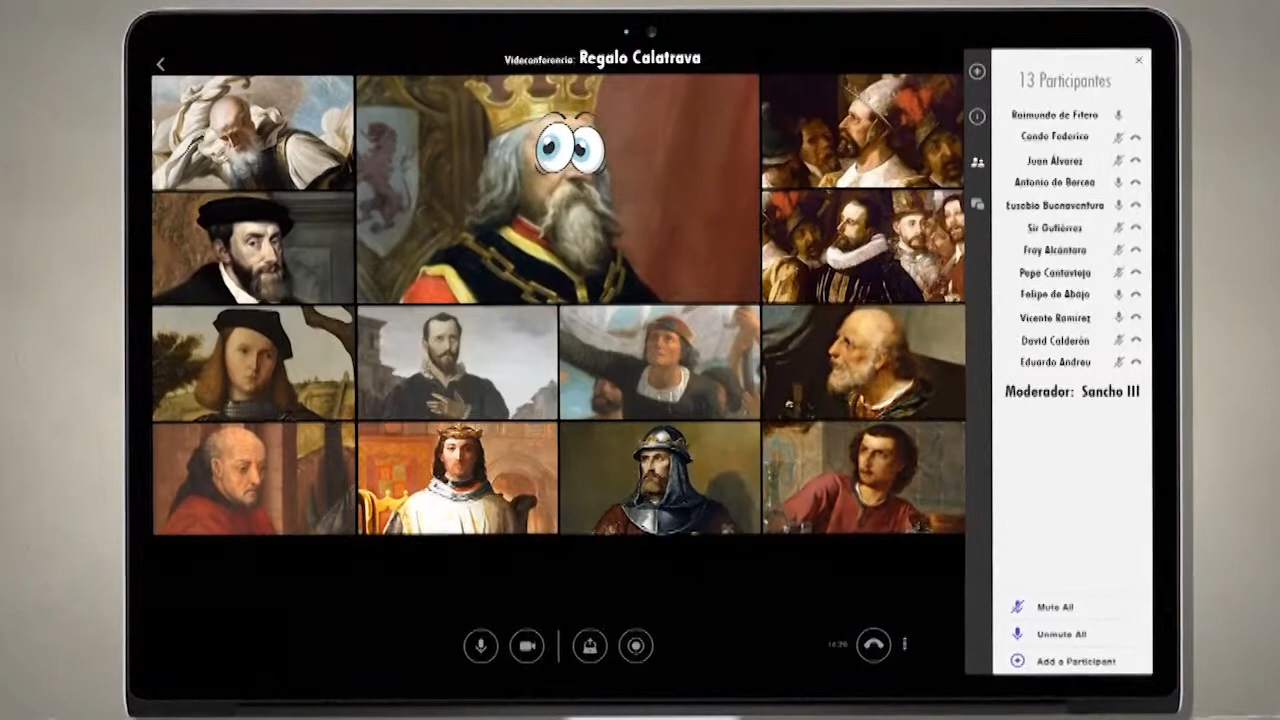 Videconferencia: Regalo Calatrava
13 Participantes
Raimundo de Fitero
Conde Federico
Juan Álvarez
Antonio de Borcea
Eusebio Buenaventura
Sir Gutiérrez
Fray Alcántara
Pepe Cantavieja
Felipe de Abajo
Vicente Ramírez
David Calderón
Eduardo Andreu
Moderador: Sancho III
Mute All
Unmute All
Add a Participant